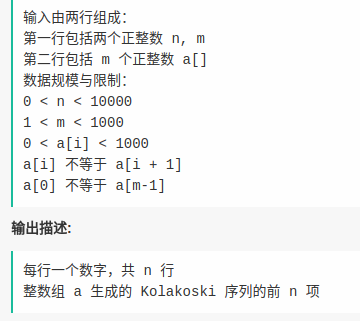 输入由两行组成:
第一行包括两个正整数 n, m
第二行包括 m 个正整数 a[]
数据规模与限制:
0 < n < 10000
1 < m < 1000
0 < a[i] < 1000
a[i] 不等于 a[i + 1]
a[0] 不等于 a[m-1]
输出描述:
每行一个数字，共 n 行
整数组 a 生成的 Kolakoski 序列的前 n 项